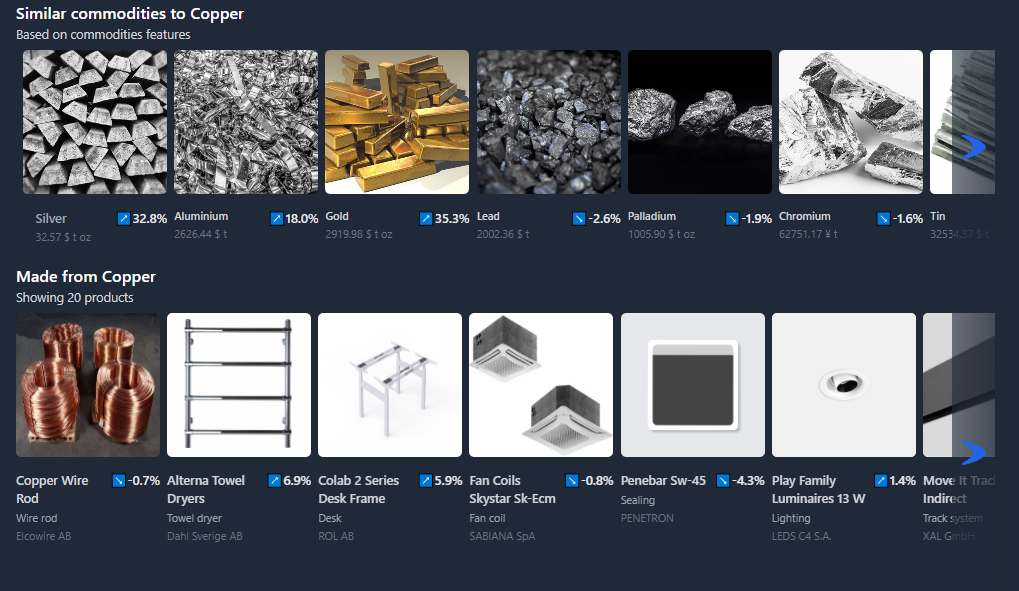 Similar commodities to Copper
Based on commodities features
Silver 32.8%
32.57 $ t oz
Aluminium 18.0%
2626.44 $ t
Gold 35.3%
2919.98 $ t oz
Lead -2.6%
2002.36 $ t
Palladium -1.9%
1005.90 $ t oz
Chromium -1.6%
62751.17 ¥ t
Tin
32534.37 $ t
Made from Copper
Showing 20 products
Copper Wire -0.7%
Rod
Wire rod
Elcowire AB
Alterna Towel 6.9%
Dryers
Towel dryer
Dahl Sverige AB
Colab 2 Series 5.9%
Desk Frame
Desk
ROL AB
Fan Coils -0.8%
Skystar Sk-Ecm
Fan coil
SABIANA SpA
Penebar Sw-45 -4.3%
Sealing
PENETRON
Play Family 1.4%
Luminaires 13 W
Lighting
LEDS C4 S.A.
Move It Trac
Indirect
Track system
XAL GmbH